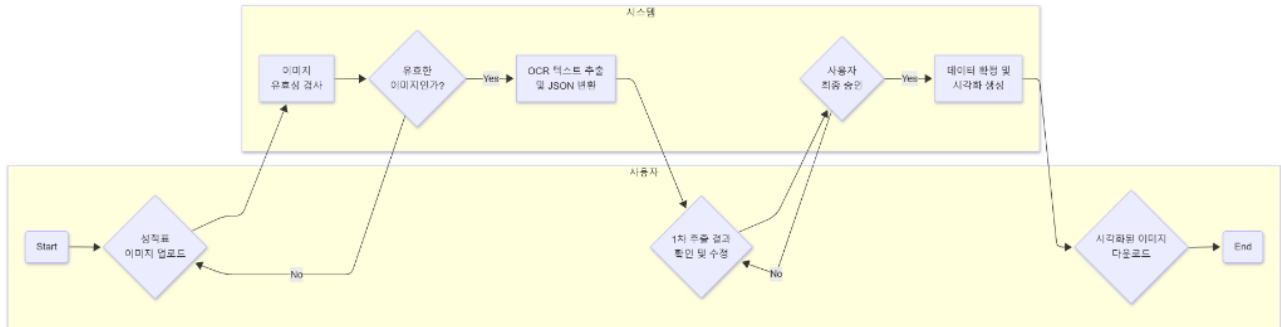 시스템
이미지
유효성 검사
유효한
이미지인가?
Yes
OCR 텍스트 추출
및 JSON 변환
사용자
최종 승인
Yes
데이터 확정 및
시각화 생성
사용자
Start
성적표
이미지 업로드
No
1차 추출 결과
확인 및 수정
No
시각화된 이미지
다운로드
End